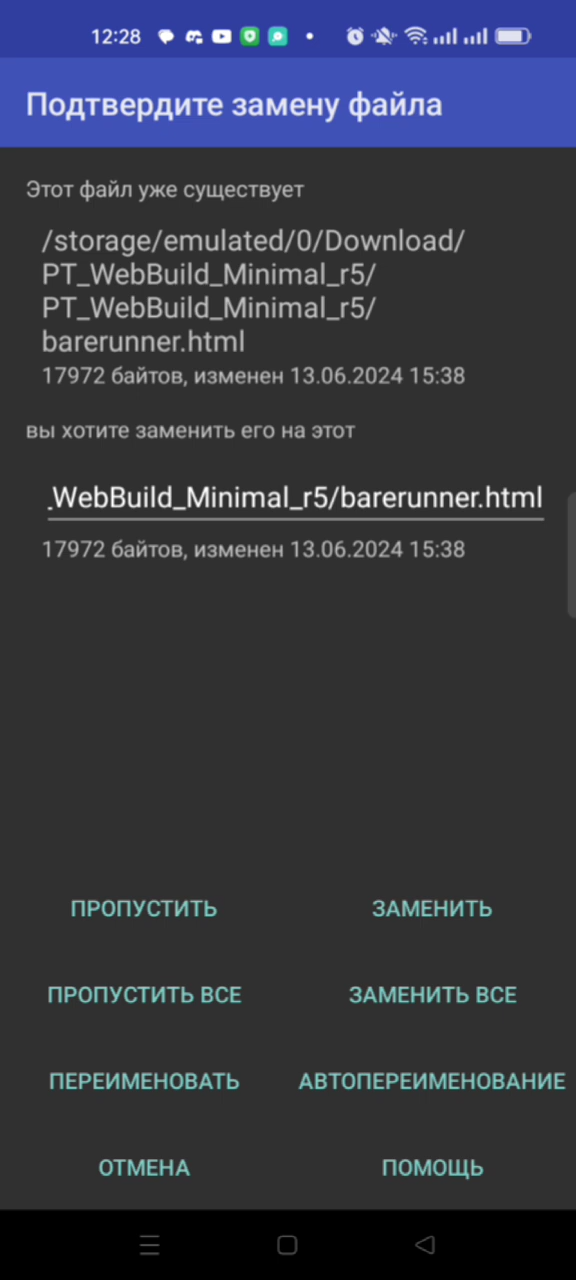 12:28
Подтвердите замену файла
Этот файл уже существует
/storage/emulated/0/Download/
PT_WebBuild_Minimal_r5/
PT_WebBuild_Minimal_r5/
barerunner.html
17972 байтов, изменен 13.06.2024 15:38
вы хотите заменить его на этот
_WebBuild_Minimal_r5/barerunner.html
17972 байтов, изменен 13.06.2024 15:38
ПРОПУСТИТЬ
ЗАМЕНИТЬ
ПРОПУСТИТЬ ВСЕ
ЗАМЕНИТЬ ВСЕ
ПЕРЕИМЕНОВАТЬ
АВТОПЕРЕИМЕНОВАНИЕ
ОТМЕНА
ПОМОЩЬ